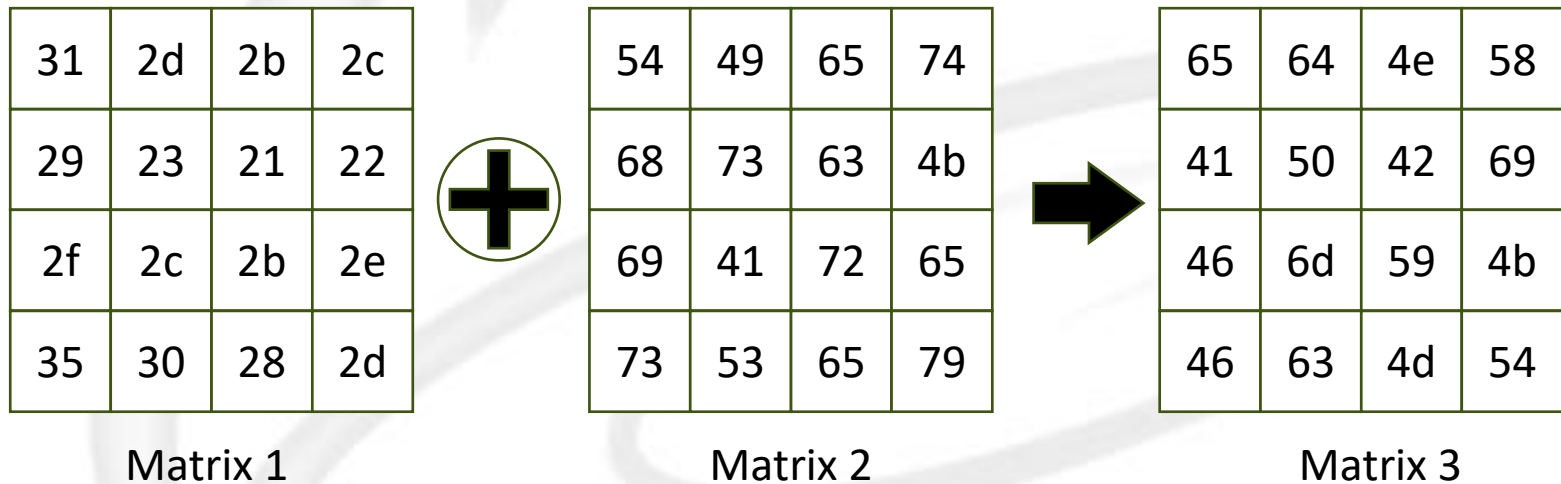 31 2d 2b 2c 54 49 65 74 65 64 4e 58
29 23 21 22 68 73 63 4b 41 50 42 69
2f 2c 2b 2e 69 41 72 65 46 6d 59 4b
35 30 28 2d 73 53 65 79 46 63 4d 54
Matrix 1 Matrix 2 Matrix 3